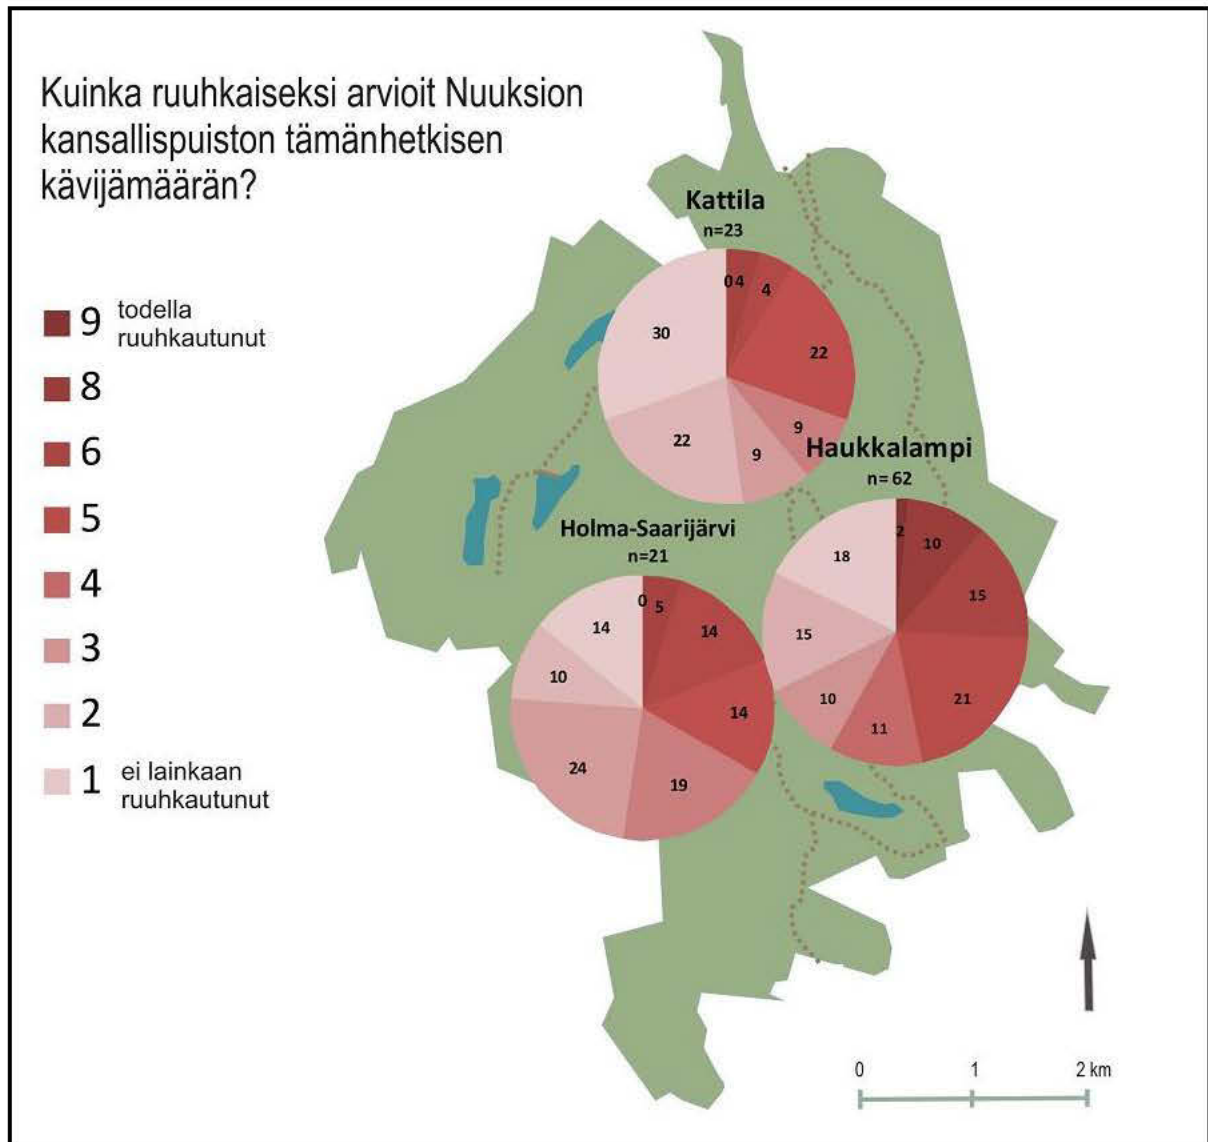 Kuinka ruuhkaiseksi arvioit Nuuksion
kansallispuiston tämänhetkisen
kävijämäärän?
9 todella
ruuhkautunut
8
6
5
4
3
2
1 ei lainkaan
ruuhkautunut
Kattila
n=23
0 4
4
22
9
9
22
30
Haukkalampi
n= 62
2
10
15
21
11
10
15
18
Holma-Saarijärvi
n=21
0
5
14
14
19
24
10
14
0 1 2 km